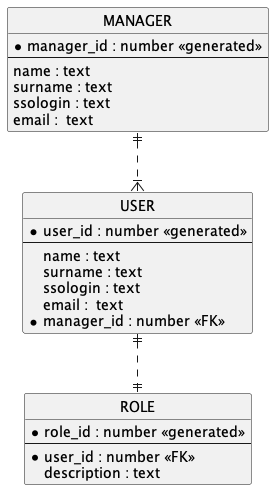 MANAGER
• manager_id : number «generated»
name : text
surname : text
ssologin : text
email :  text
USER
• user_id : number «generated»
name : text
surname : text
ssologin : text
email :  text
• manager_id : number «FK»
ROLE
• role_id : number «generated»
• user_id : number «FK»
description : text